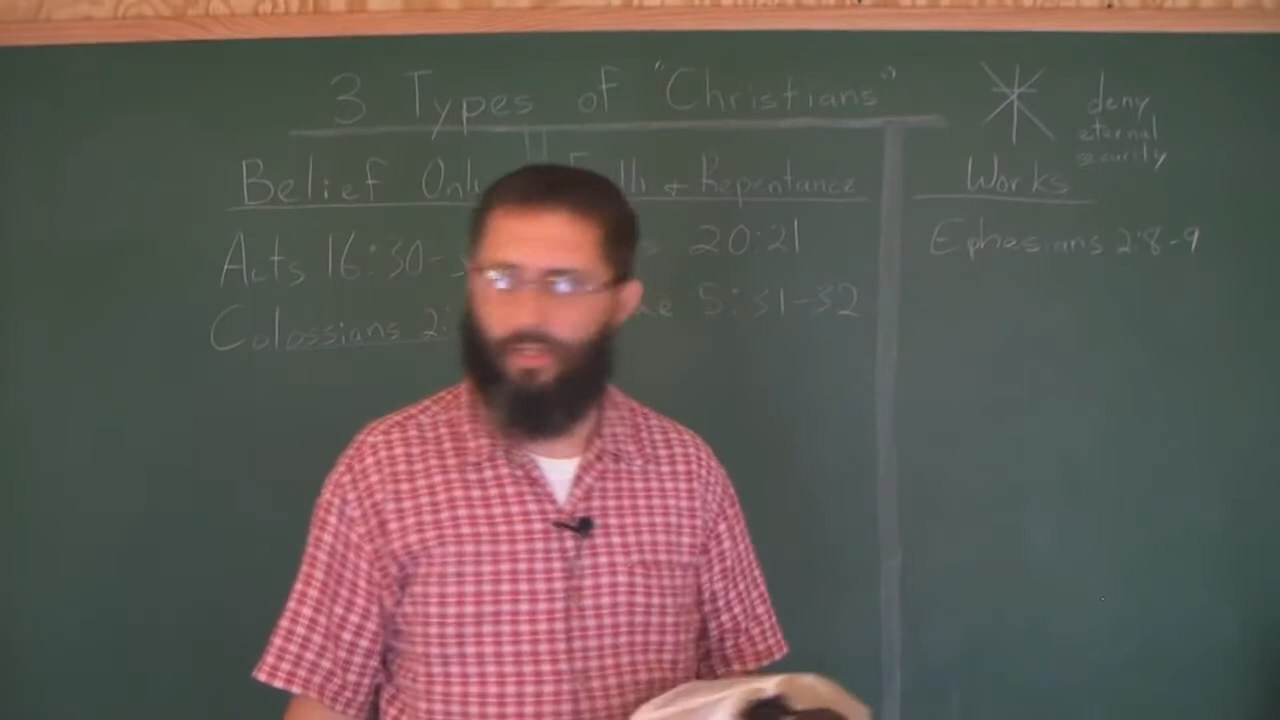 3 Types of "Christians"
deny
eternal
security
Belief & Repentance
Works
Acts 16:30- 20:21
Ephesians 2:8-9
Colossians 2: 5:31-32